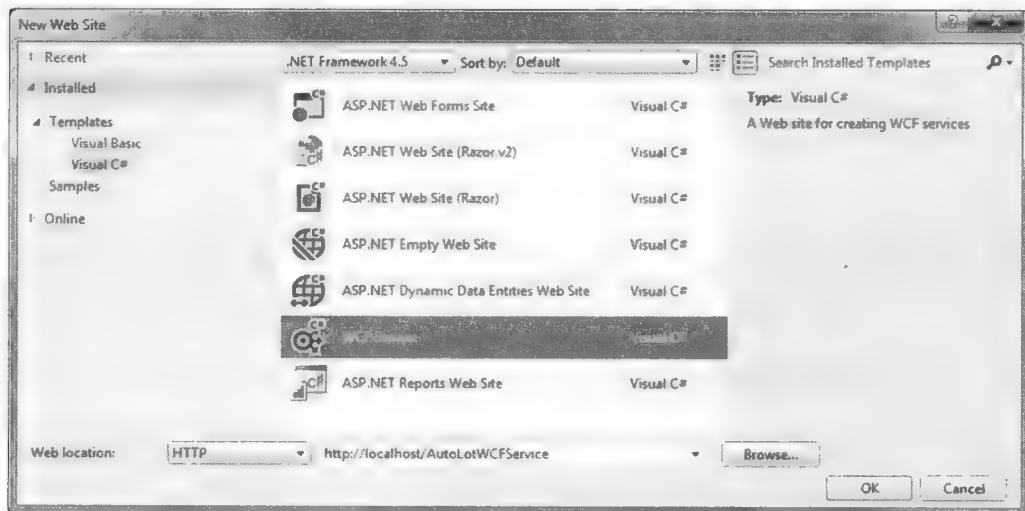 New Web Site
Recent
Installed
Templates
Visual Basic
Visual C#
Samples
Online
.NET Framework 4.5
Sort by: Default
Search Installed Templates
ASP.NET Web Forms Site Visual C#
ASP.NET Web Site (Razor v2) Visual C#
ASP.NET Web Site (Razor) Visual C#
ASP.NET Empty Web Site Visual C#
ASP.NET Dynamic Data Entities Web Site Visual C#
ASP.NET Reports Web Site Visual C#
Type: Visual C#
A Web site for creating WCF services
Web location: HTTP http://localhost/AutoLotWCFService Browse...
OK Cancel